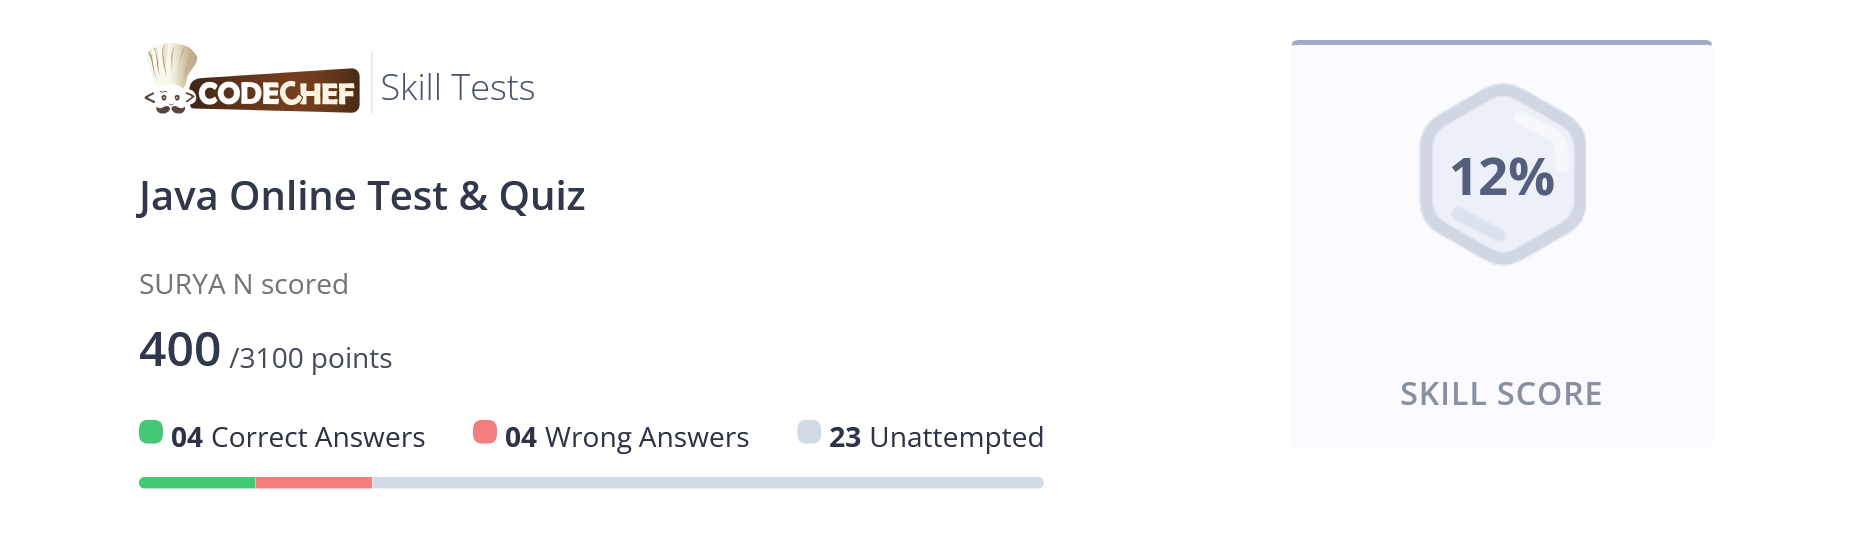 CODECHEF Skill Tests
Java Online Test & Quiz
SURYA N scored
400 /3100 points
04 Correct Answers 04 Wrong Answers 23 Unattempted
12%
SKILL SCORE